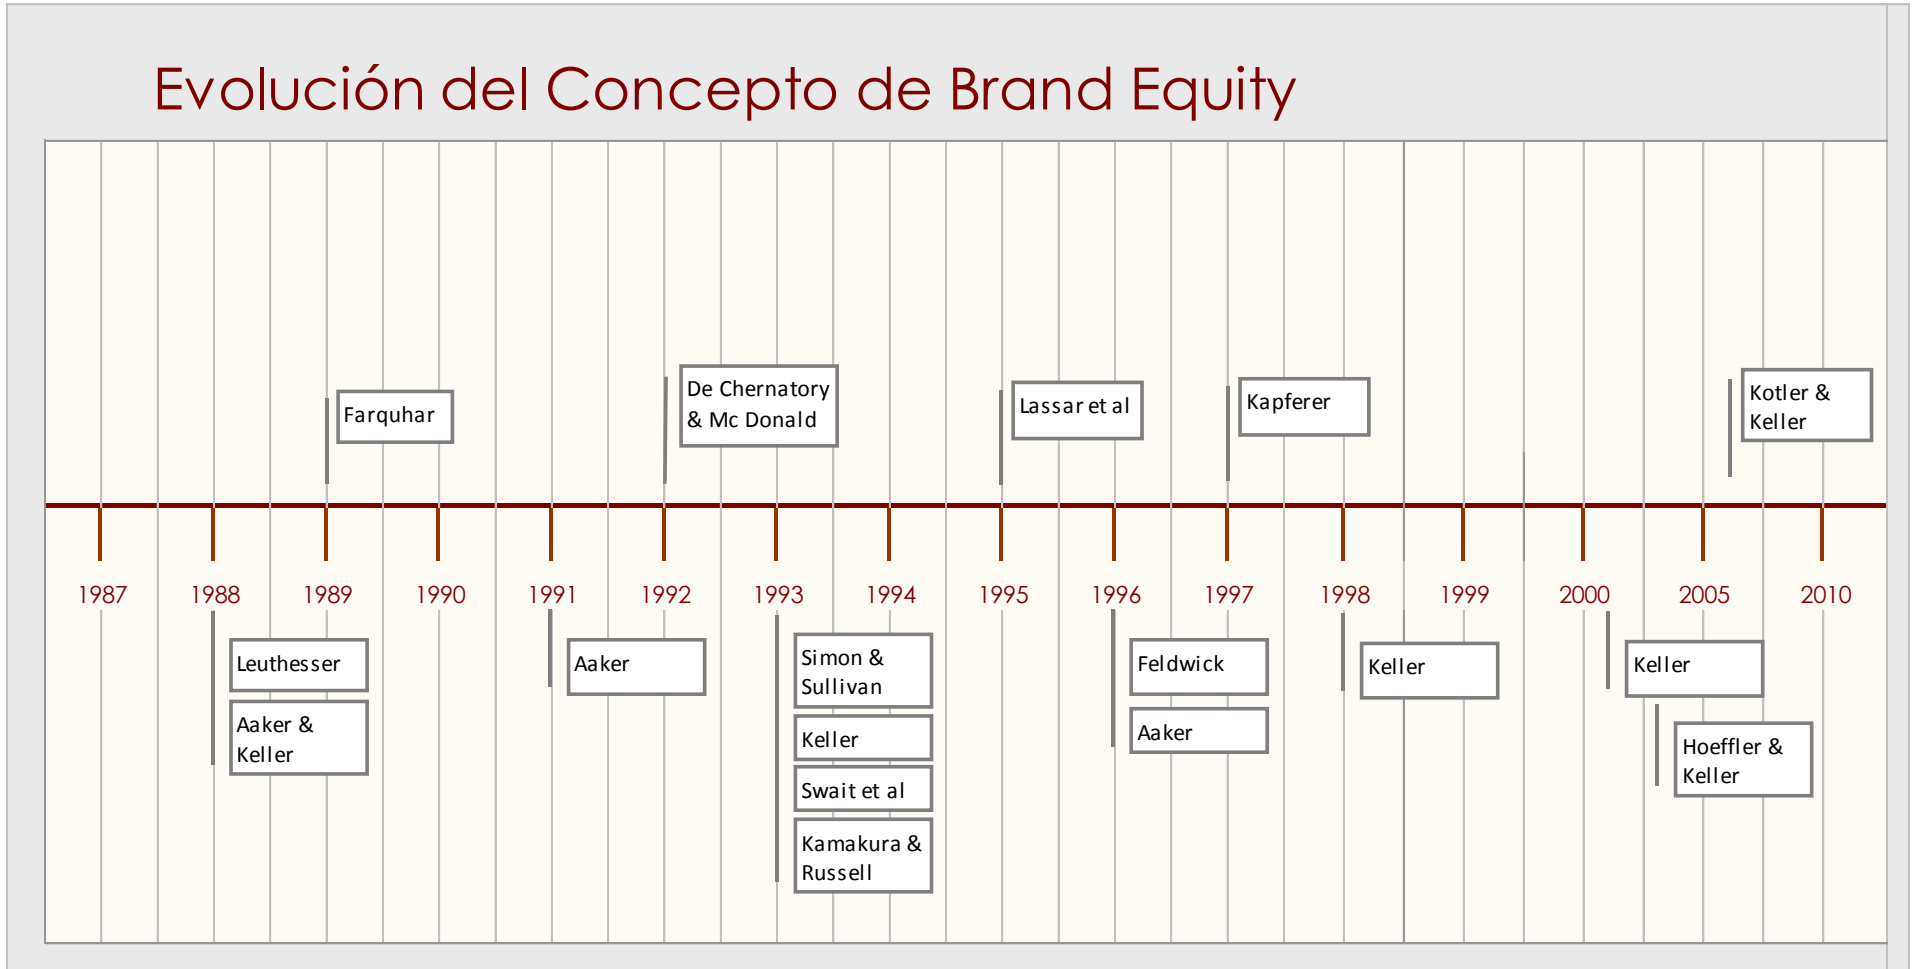 Evolución del Concepto de Brand Equity
Farquhar
De Chernatory
& Mc Donald
Lassar et al
Kapferer
Kotler &
Keller
1987
1988
1989
1990
1991
1992
1993
1994
1995
1996
1997
1998
1999
2000
2005
2010
Leuthesser
Aaker &
Keller
Aaker
Simon &
Sullivan
Keller
Swait et al
Kamakura &
Russell
Feldwick
Aaker
Keller
Keller
Hoeffler &
Keller